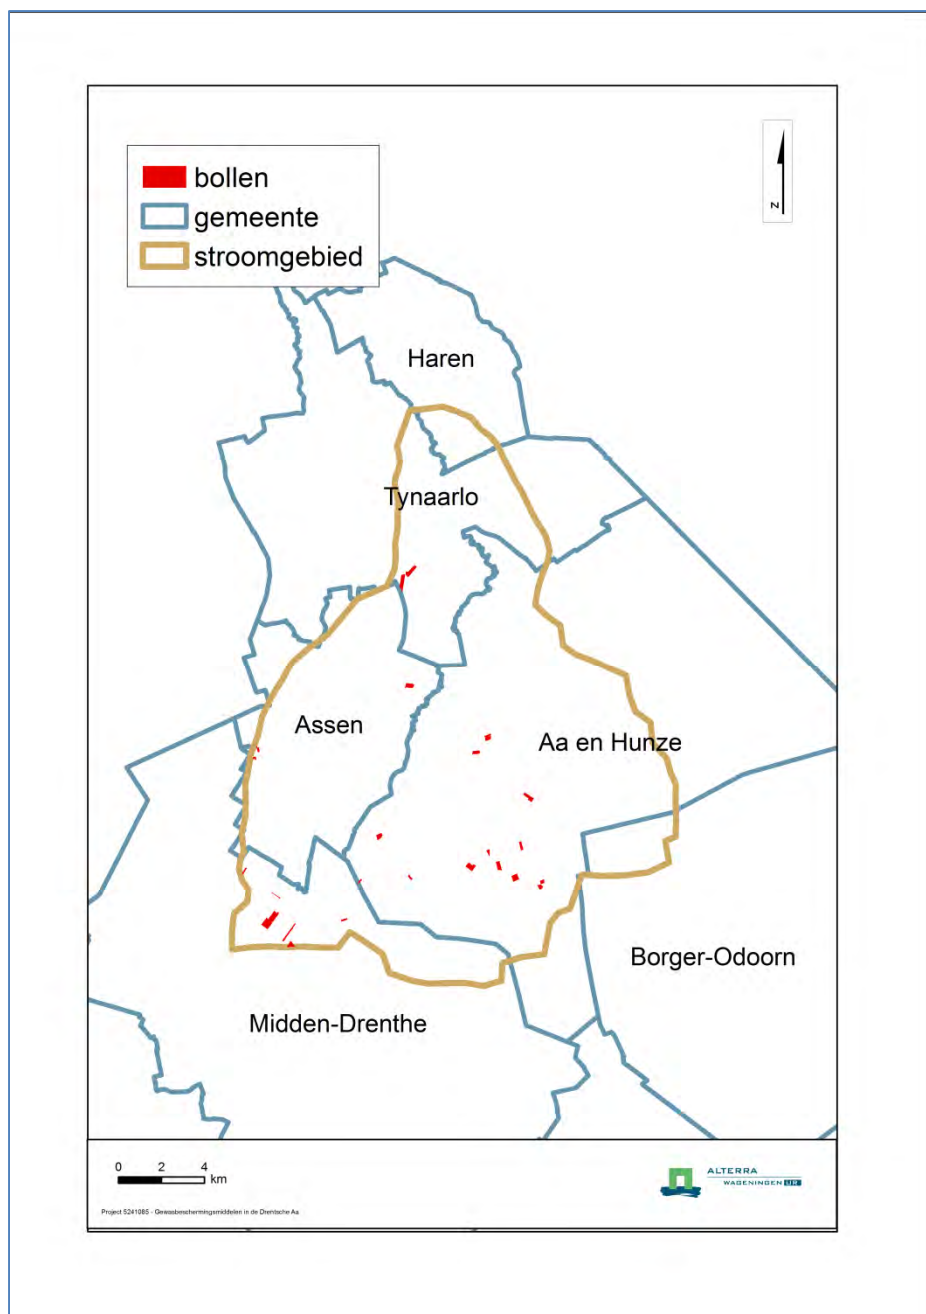 bollen
gemeente
stroomgebied
N
Haren
Tynaarlo
Assen
Aa en Hunze
Borger-Odoorn
Midden-Drenthe
0 2 4
km
ALTERRA
WAGENINGEN UR
Project 5241085 - Gewasbeschermingsmiddelen in de Drentsche Aa